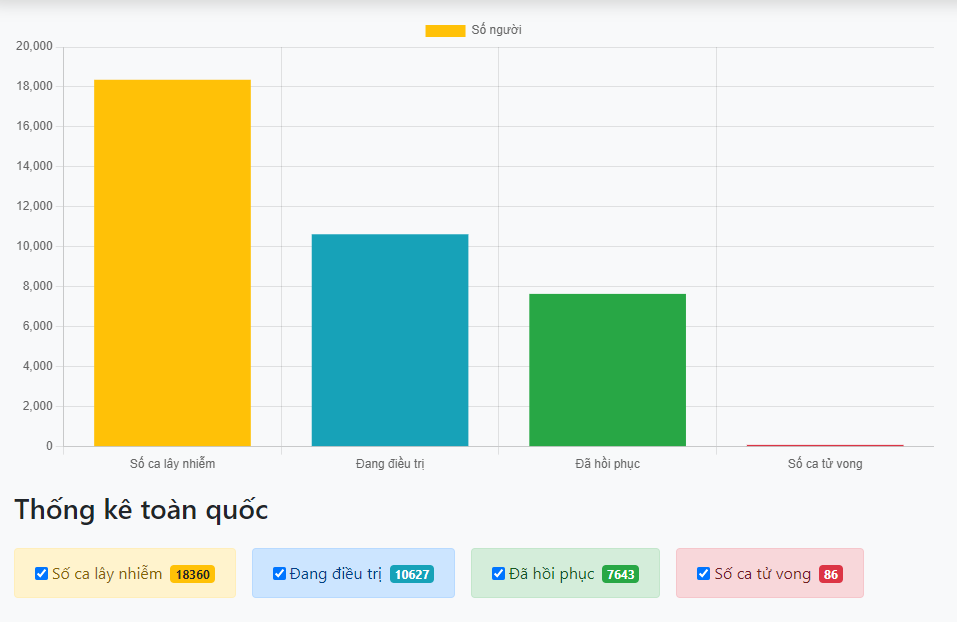 Số người
20,000
18,000
16,000
14,000
12,000
10,000
8,000
6,000
4,000
2,000
0
Số ca lây nhiễm Đang điều trị Đã hồi phục Số ca tử vong
Thống kê toàn quốc
Số ca lây nhiễm 18360 Đang điều trị 10627 Đã hồi phục 7643 Số ca tử vong 86